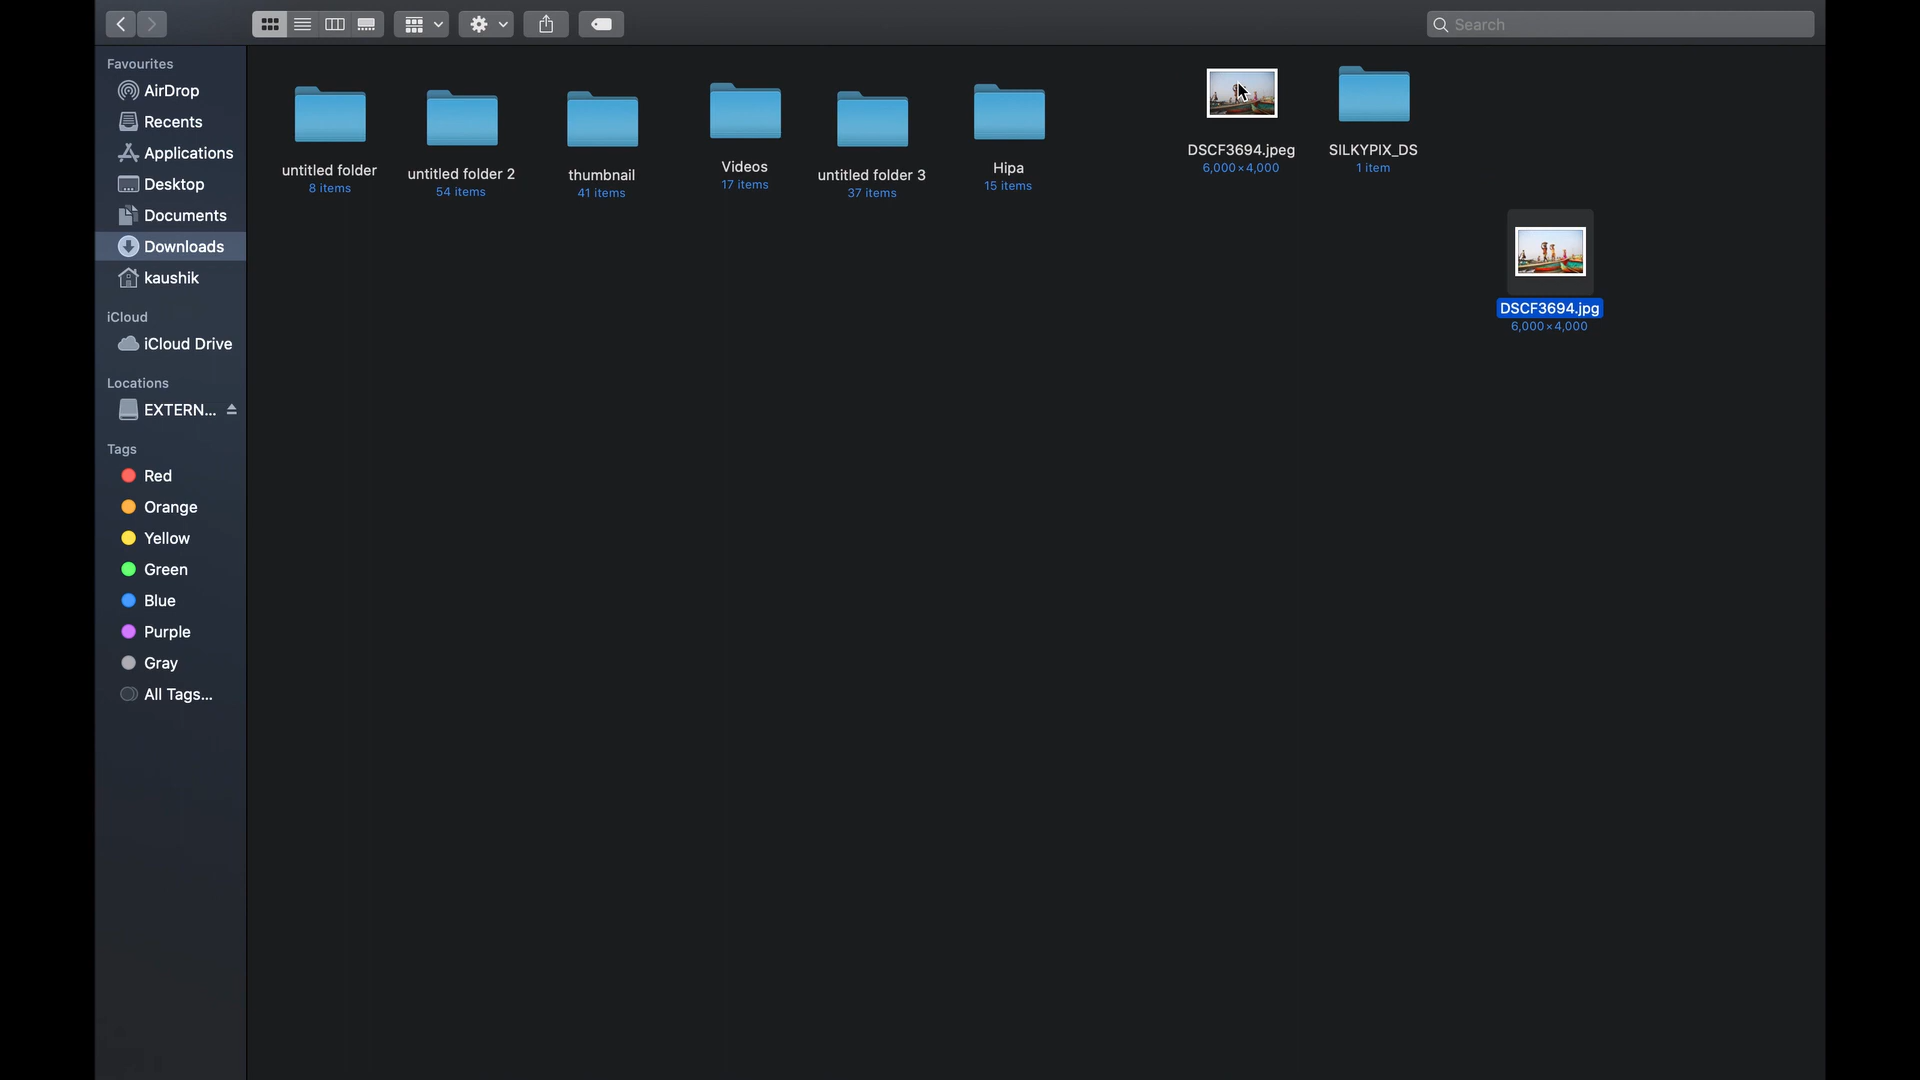 Search
Favourites
AirDrop
Recents
Applications
Desktop
Documents
Downloads
kaushik
iCloud
iCloud Drive
Locations
EXTERN...
Tags
Red
Orange
Yellow
Green
Blue
Purple
Gray
All Tags...
untitled folder
8 items
untitled folder 2
54 items
thumbnail
41 items
Videos
17 items
untitled folder 3
37 items
Hipa
15 items
DSCF3694.jpeg
6,000×4,000
SILKYPIX_DS
1 item
DSCF3694.jpg
6,000×4,000